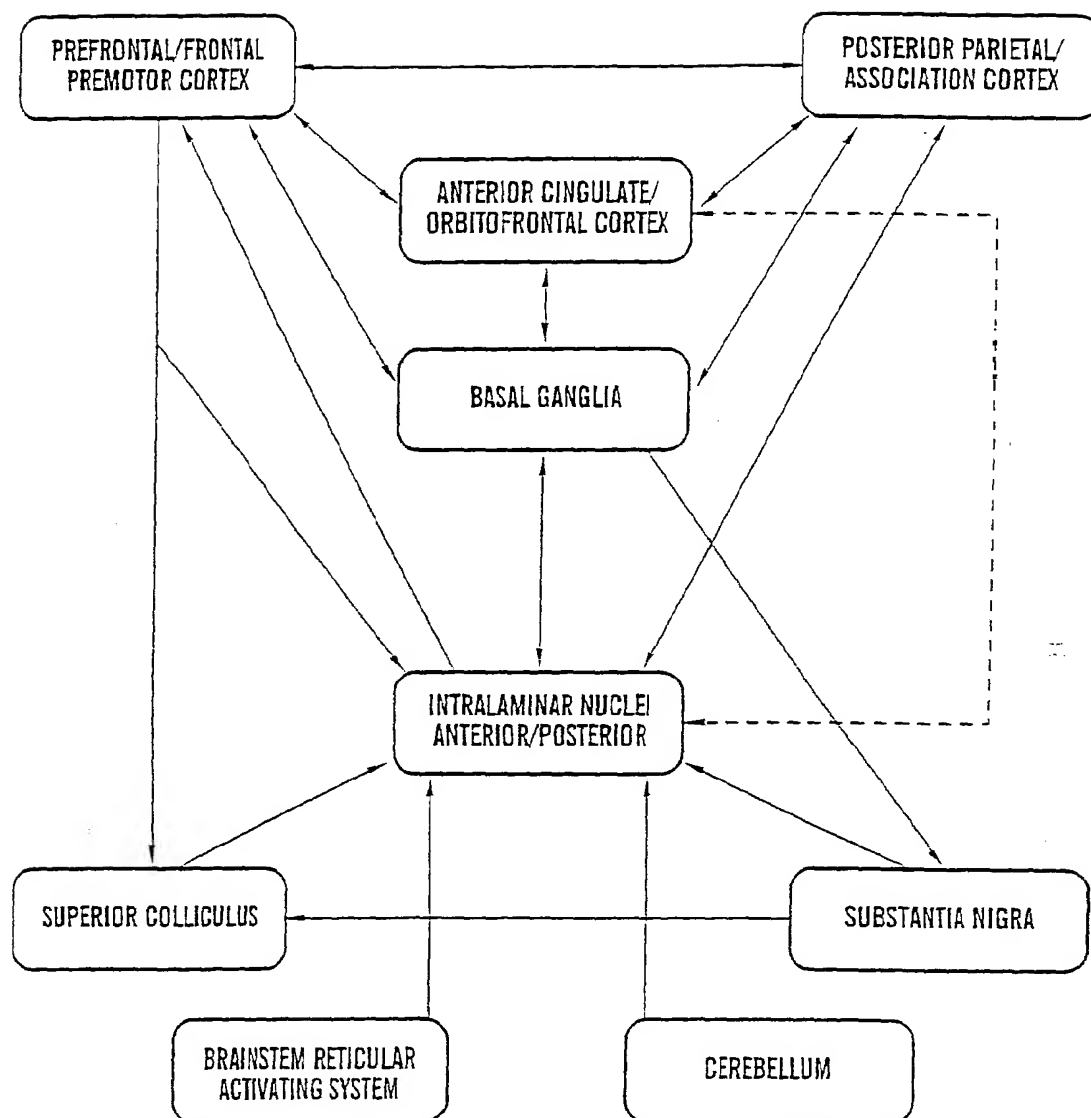 PREFRONTAL/FRONTAL
PREMOTOR CORTEX
POSTERIOR PARIETAL/
ASSOCIATION CORTEX
ANTERIOR CINGULATE/
ORBITOFRONTAL CORTEX
BASAL GANGLIA
INTRALAMINAR NUCLEI
ANTERIOR/POSTERIOR
SUPERIOR COLLICULUS
SUBSTANTIA NIGRA
BRAINSTEM RETICULAR
ACTIVATING SYSTEM
CEREBELLUM